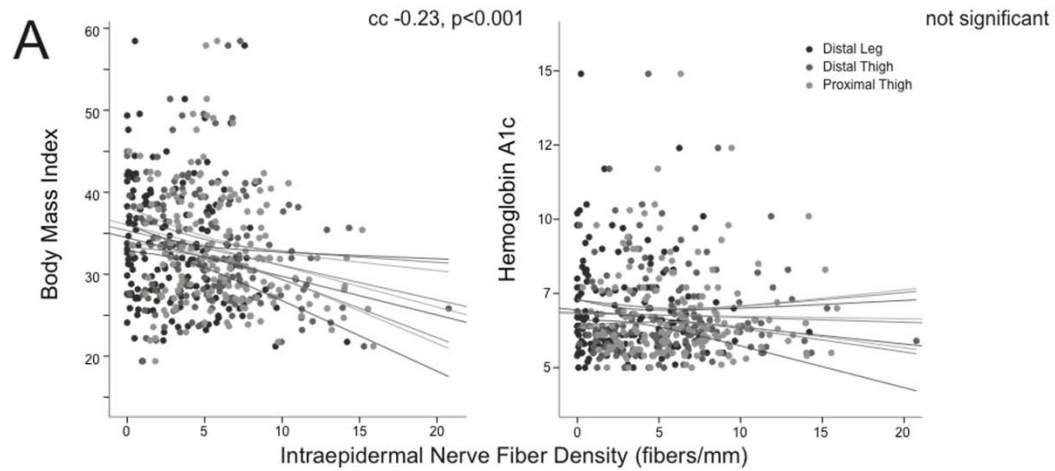 A
cc -0.23, p<0.001
not significant
60
50
40
30
20
Body Mass Index
0
5
10
15
20
15
12
10
7
5
Hemoglobin A1c
Distal Leg
Distal Thigh
Proximal Thigh
0
5
10
15
20
Intraepidermal Nerve Fiber Density (fibers/mm)